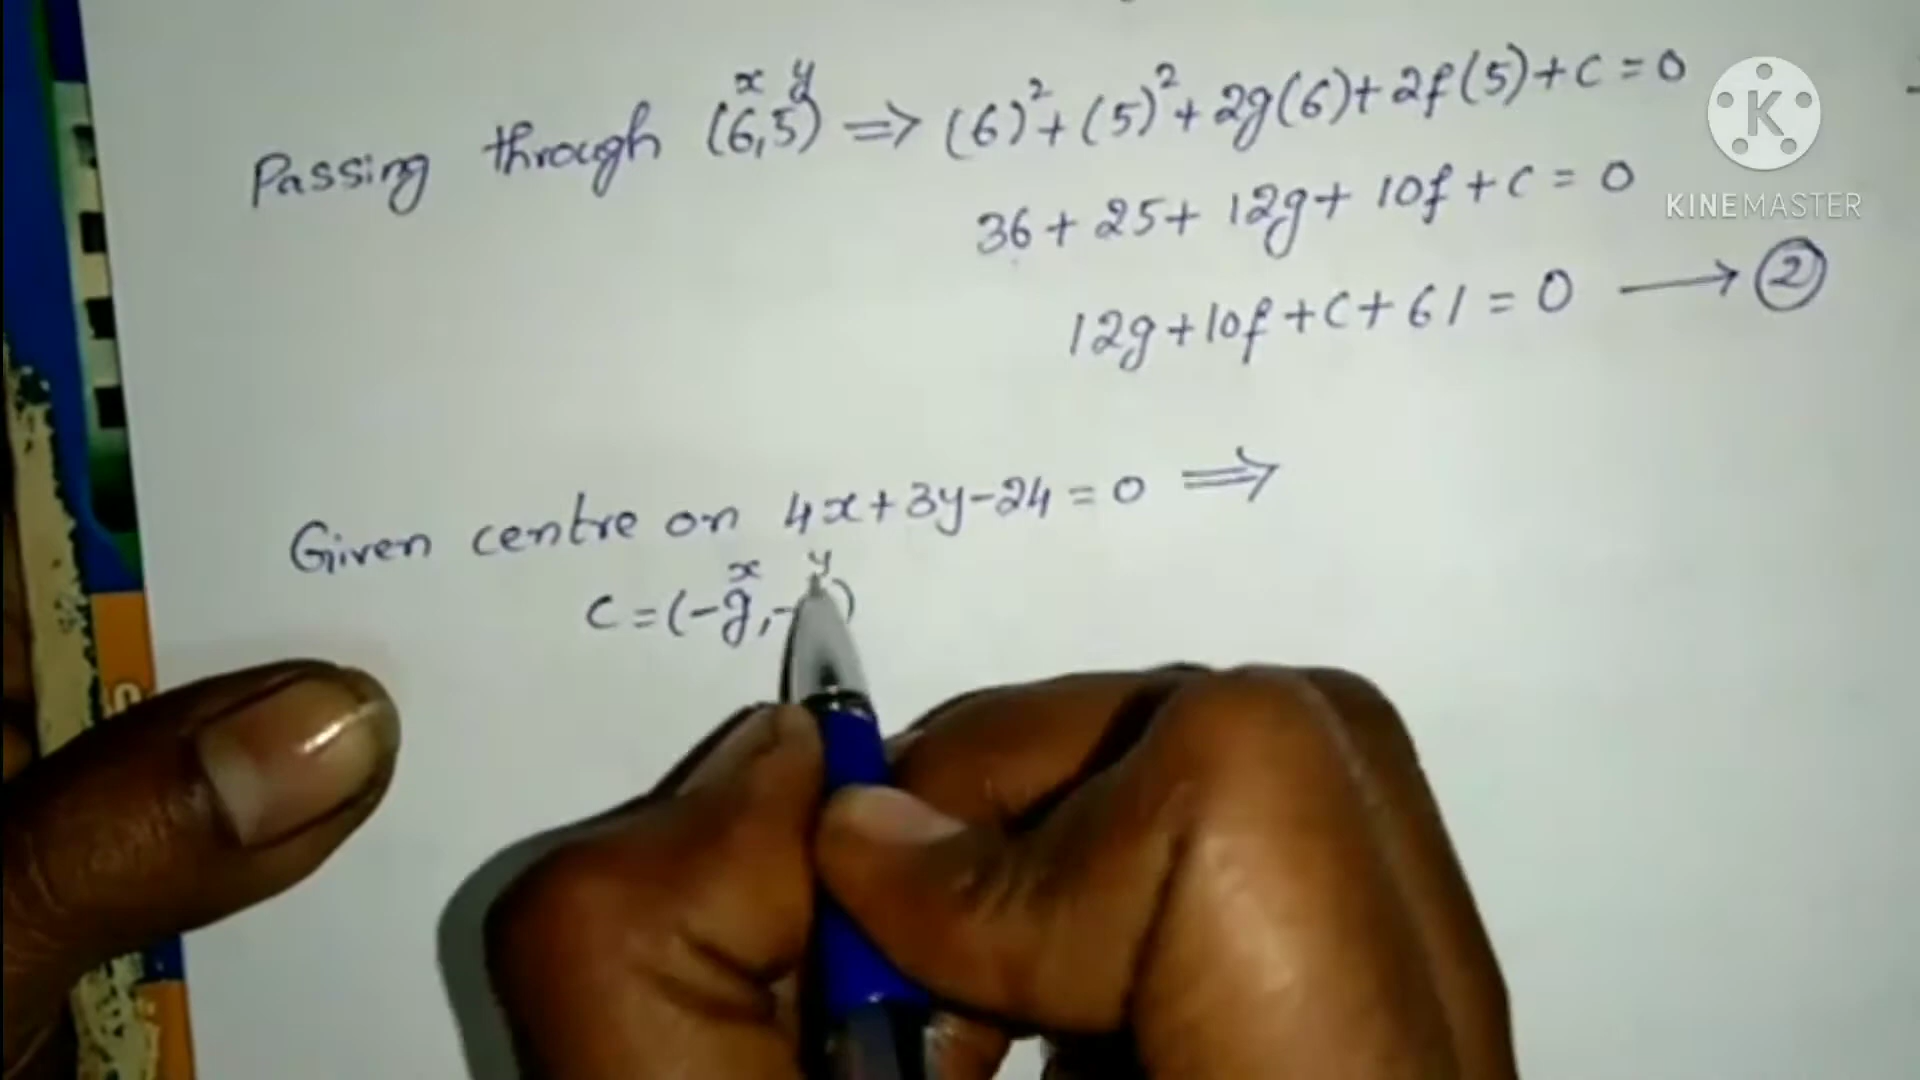 x y
Passing through (6,5) ⇒ (6)²+(5)²+2g(6)+2f(5)+c=0
36+25+12g+10f+c=0
12g+10f+c+61=0 → ②
Given centre on 4x+3y-24=0 ⇒
x y
c=(-g,- )
K
KINEMASTER